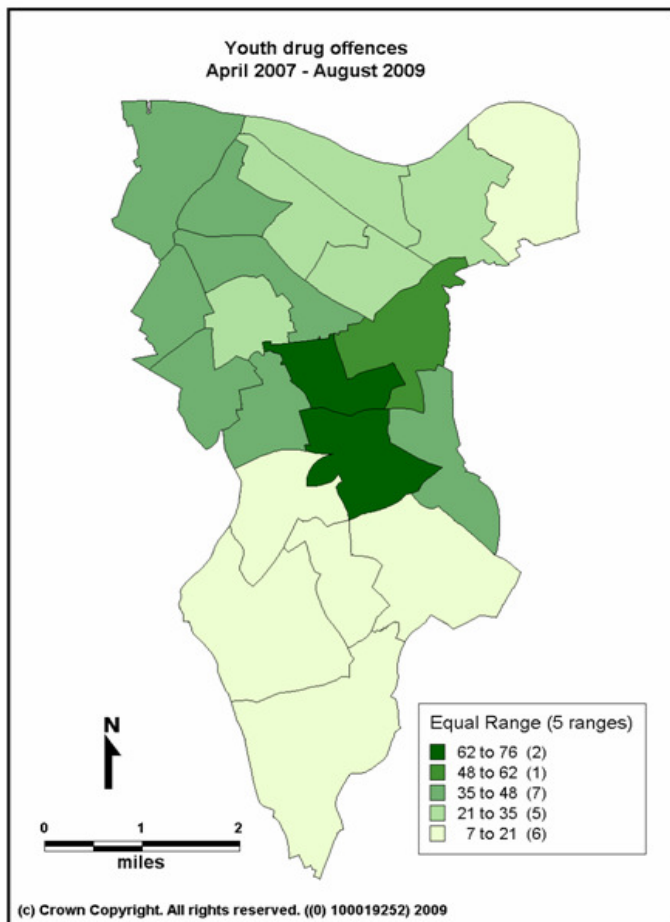 Youth drug offences
April 2007 - August 2009
N
0 1 2
miles
Equal Range (5 ranges)
62 to 76 (2)
48 to 62 (1)
35 to 48 (7)
21 to 35 (5)
7 to 21 (6)
(c) Crown Copyright. All rights reserved. ((0) 100019252) 2009